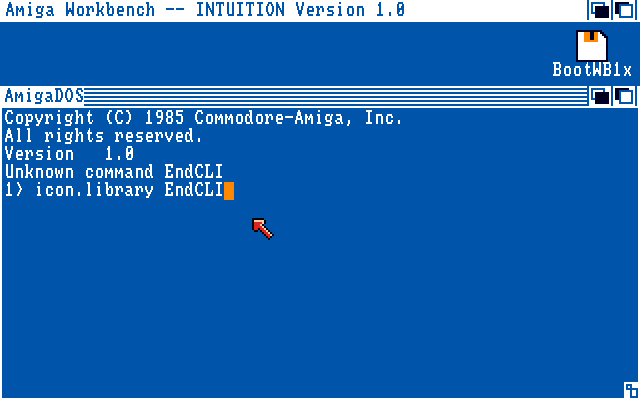 Amiga Workbench -- INTUITION Version 1.0
BootWB1x
AmigaDOS
Copyright (C) 1985 Commodore-Amiga, Inc.
All rights reserved.
Version   1.0
Unknown command EndCLI
1) icon.library EndCLI